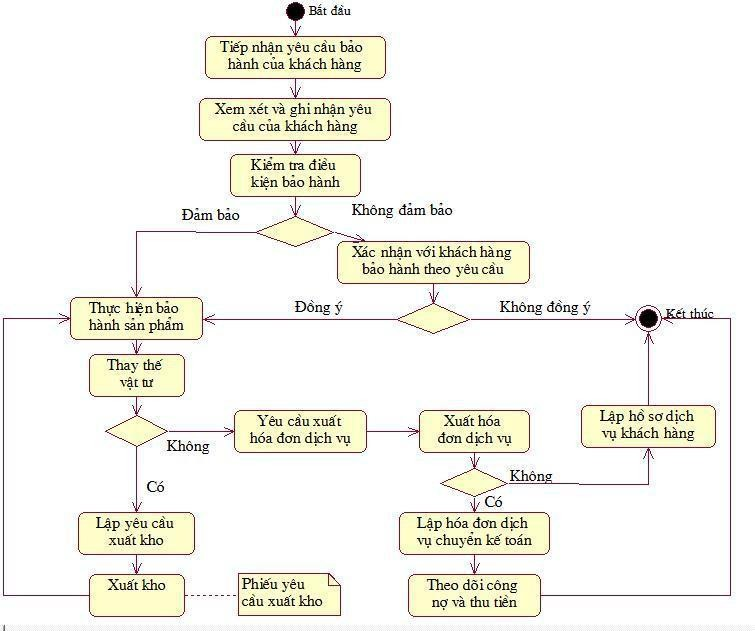 Bắt đầu
Tiếp nhận yêu cầu bảo
hành của khách hàng
Xem xét và ghi nhận yêu
cầu của khách hàng
Kiểm tra điều
kiện bảo hành
Đảm bảo
Không đảm bảo
Xác nhận với khách hàng
bảo hành theo yêu cầu
Thực hiện bảo
hành sản phẩm
Đồng ý
Không đồng ý
Kết thúc
Thay thế
vật tư
Không
Yêu cầu xuất
hóa đơn dịch vụ
Xuất hóa
đơn dịch vụ
Lập hồ sơ dịch
vụ khách hàng
Không
Có
Có
Lập yêu cầu
xuất kho
Lập hóa đơn dịch
vụ chuyển kế toán
Xuất kho
Phiếu yêu
cầu xuất kho
Theo dõi công
nợ và thu tiền